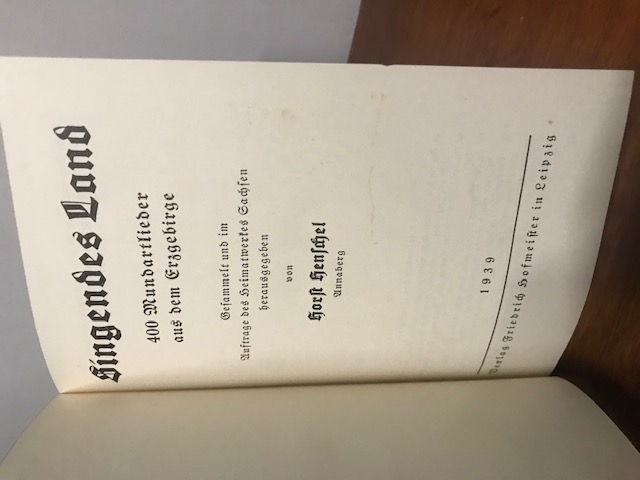 Singendes Land
400 Mundartlieder
aus dem Erzgebirge
Gesammelt und im
Auftrage des Heimatwerkes Sachsen
herausgegeben
von
Horst Henschel
Annaberg
1939
Verlag Friedrich Hofmeister in Leipzig